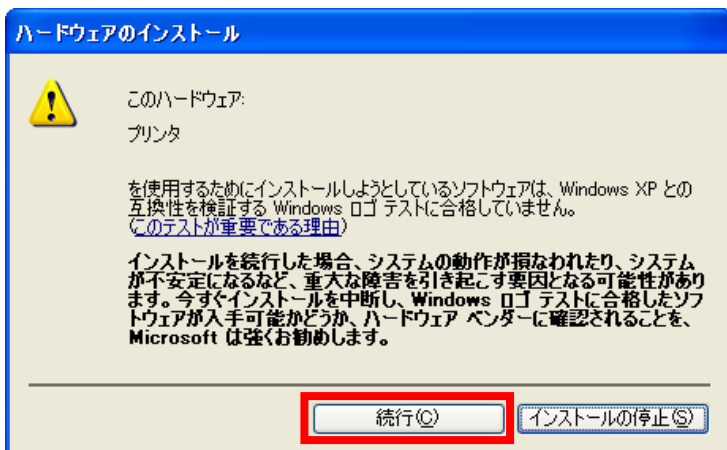 ハードウェアのインストール
このハードウェア:
プリンタ
を使用するためにインストールしようとしているソフトウェアは、Windows XP との
互換性を検証する Windows ロゴ テストに合格していません。
(このテストが重要である理由)
インストールを続行した場合、システムの動作が損なわれたり、システム
が不安定になるなど、重大な障害を引き起こす要因となる可能性があり
ます。今すぐインストールを中断し、Windows ロゴ テストに合格したソフ
トウェアが入手可能かどうか、ハードウェア ベンダーに確認されることを、
Microsoft は強くお勧めします。
続行(C) インストールの停止(S)